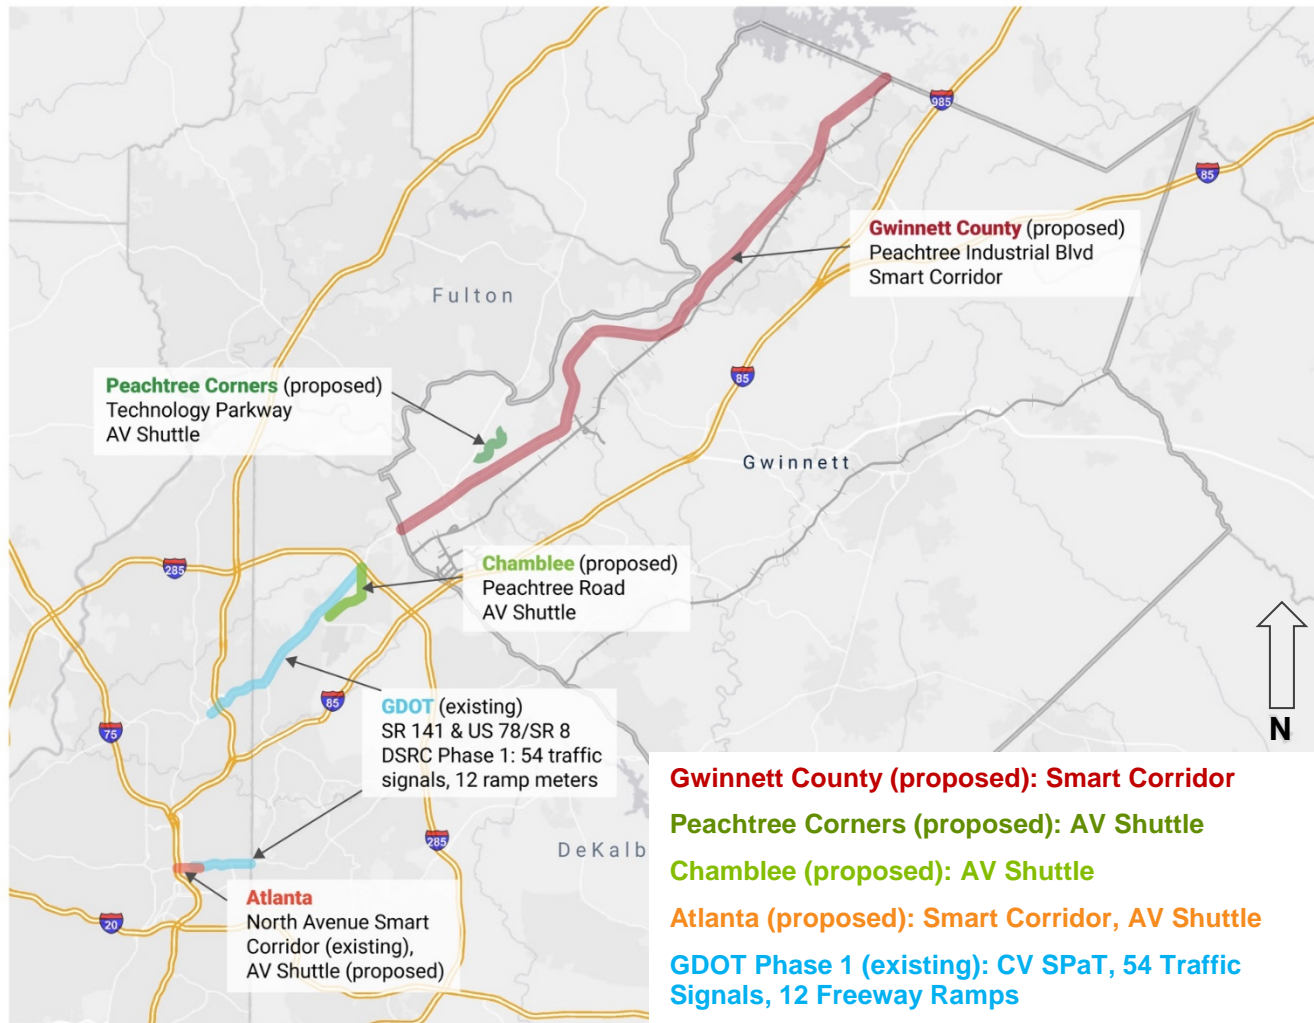 985
85
Gwinnett County (proposed)
Peachtree Industrial Blvd
Smart Corridor
Fulton
Peachtree Corners (proposed)
Technology Parkway
AV Shuttle
85
Gwinnett
285
Chamblee (proposed)
Peachtree Road
AV Shuttle
85
GDOT (existing)
SR 141 & US 78/SR 8
DSRC Phase 1: 54 traffic
signals, 12 ramp meters
75
N
285
DeKalb
Atlanta
North Avenue Smart
Corridor (existing),
AV Shuttle (proposed)
20
Gwinnett County (proposed): Smart Corridor
Peachtree Corners (proposed): AV Shuttle
Chamblee (proposed): AV Shuttle
Atlanta (proposed): Smart Corridor, AV Shuttle
GDOT Phase 1 (existing): CV SPaT, 54 Traffic
Signals, 12 Freeway Ramps